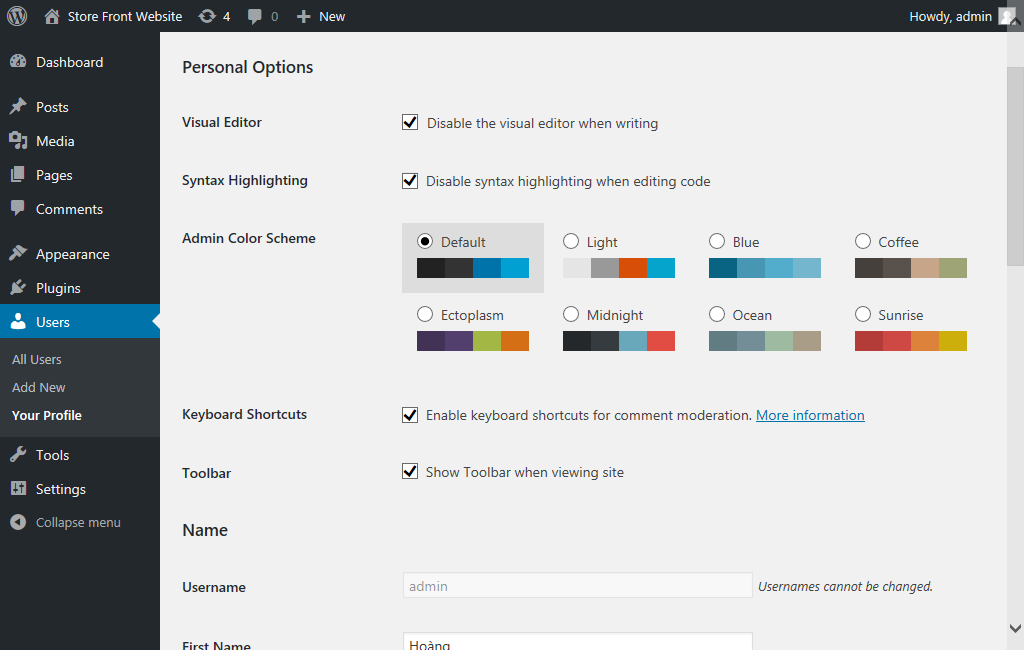 Store Front Website 4 0 New Howdy, admin
Dashboard
Posts
Media
Pages
Comments
Appearance
Plugins
Users
All Users
Add New
Your Profile
Tools
Settings
Collapse menu
Personal Options
Visual Editor Disable the visual editor when writing
Syntax Highlighting Disable syntax highlighting when editing code
Admin Color Scheme Default Light Blue Coffee
Ectoplasm Midnight Ocean Sunrise
Keyboard Shortcuts Enable keyboard shortcuts for comment moderation. More information
Toolbar Show Toolbar when viewing site
Name
Username admin Usernames cannot be changed.
First Name Hoàng